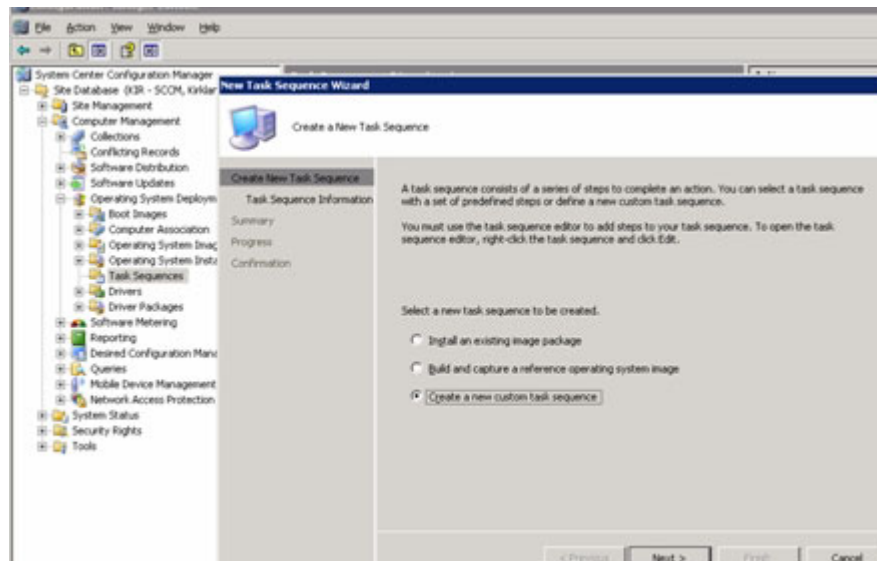 File Action View Window Help
System Center Configuration Manager
Site Database (KIR - SCOM, Kirklan
Site Management
Computer Management
Collections
Conflicting Records
Software Distribution
Software Updates
Operating System Deploym
Boot Images
Computer Association
Operating System Imag
Operating System Insta
Task Sequences
Drivers
Driver Packages
Software Metering
Reporting
Desired Configuration Mana
Queries
Mobile Device Management
Network Access Protection
System Status
Security Rights
Tools
New Task Sequence Wizard
Create a New Task Sequence
Create New Task Sequence
Task Sequence Information
Summary
Progress
Confirmation
A task sequence consists of a series of steps to complete an action. You can select a task sequence
with a set of predefined steps or define a new custom task sequence.
You must use the task sequence editor to add steps to your task sequence. To open the task
sequence editor, right-click the task sequence and click Edit.
Select a new task sequence to be created.
Install an existing image package
Build and capture a reference operating system image
Create a new custom task sequence
< Previous Next > Finish Cancel